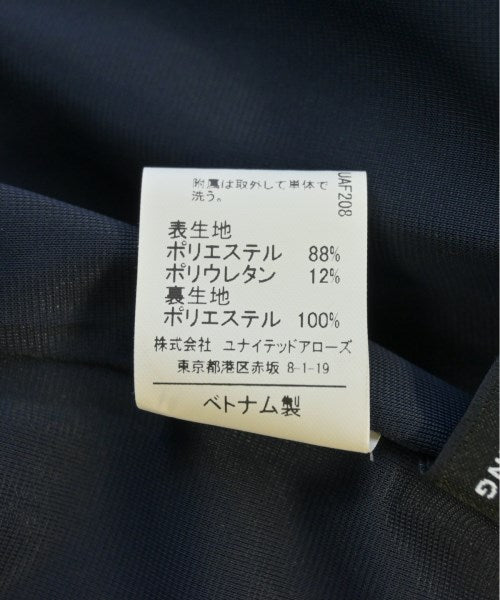 附属は取外して単体で
洗う。
UAF208
表生地
ポリエステル 88%
ポリウレタン 12%
裏生地
ポリエステル 100%
株式会社 ユナイテッドアローズ
東京都港区赤坂 8-1-19
ベトナム製
NG